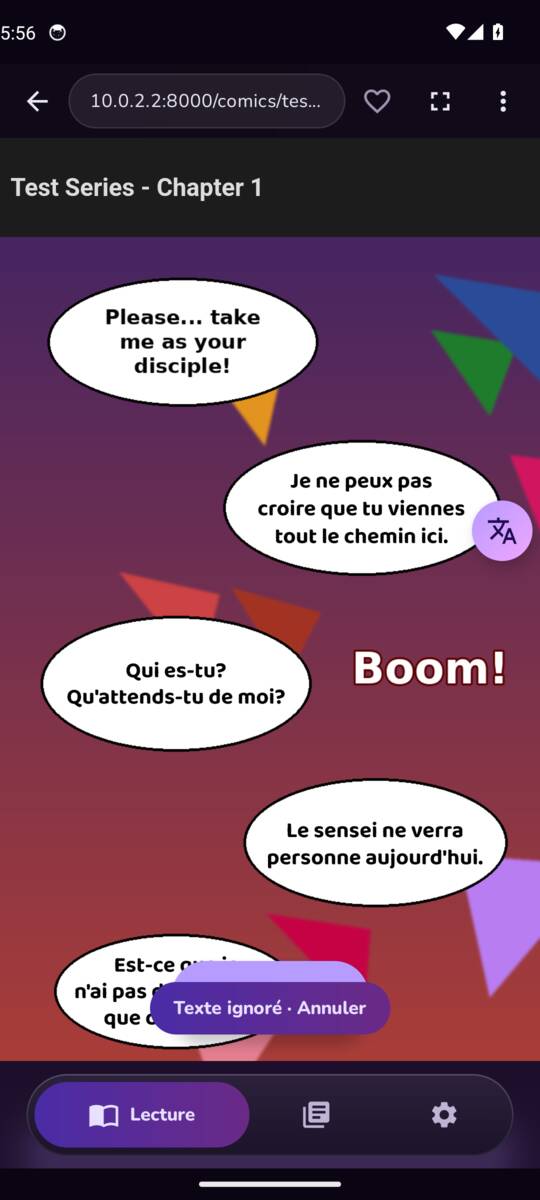 5:56
10.0.2.2:8000/comics/tes...
Test Series - Chapter 1
Please... take
me as your
disciple!
Je ne peux pas
croire que tu viennes
tout le chemin ici.
Qui es-tu?
Qu'attends-tu de moi?
Boom!
Le sensei ne verra
personne aujourd'hui.
Est-ce
n'ai pas
que
Texte ignoré · Annuler
Lecture